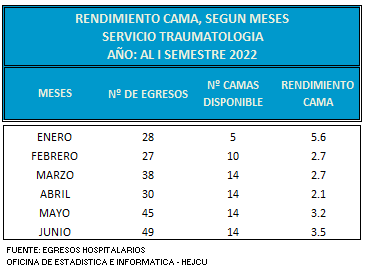 RENDIMIENTO CAMA, SEGUN MESES
SERVICIO TRAUMATOLOGIA
AÑO: AL I SEMESTRE 2022
MESES Nº DE EGRESOS Nº CAMAS DISPONIBLE RENDIMIENTO CAMA
ENERO 28 5 5.6
FEBRERO 27 10 2.7
MARZO 38 14 2.7
ABRIL 30 14 2.1
MAYO 45 14 3.2
JUNIO 49 14 3.5
FUENTE: EGRESOS HOSPITALARIOS
OFICINA DE ESTADISTICA E INFORMATICA - HEJCU